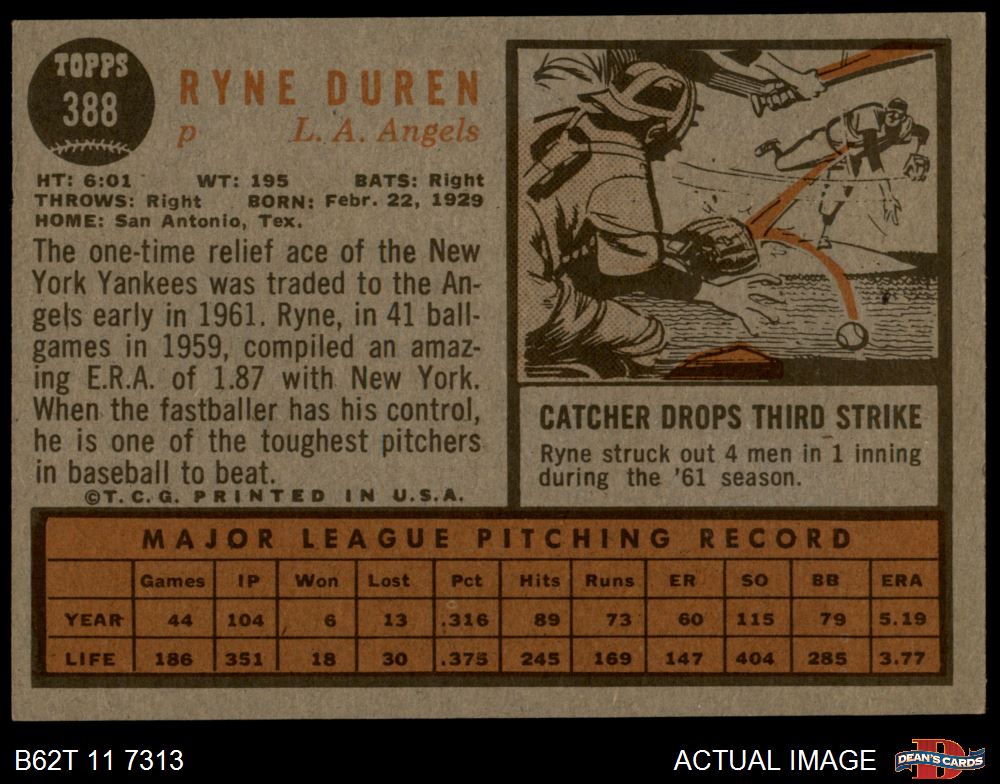 TOPPS
388
RYNE DUREN
p L. A. Angels
HT: 6:01 WT: 195 BATS: Right
THROWS: Right BORN: Febr. 22, 1929
HOME: San Antonio, Tex.
The one-time relief ace of the New
York Yankees was traded to the An-
gels early in 1961. Ryne, in 41 ball-
games in 1959, compiled an amaz-
ing E.R.A. of 1.87 with New York.
When the fastballer has his control,
he is one of the toughest pitchers
in baseball to beat.
©T.C.G. PRINTED IN U.S.A.
CATCHER DROPS THIRD STRIKE
Ryne struck out 4 men in 1 inning
during the '61 season.
MAJOR LEAGUE PITCHING RECORD
Games IP Won Lost Pct Hits Runs ER SO BB ERA
YEAR 44 104 6 13 .316 89 73 60 115 79 5.19
LIFE 186 351 18 30 .375 245 169 147 404 285 3.77
B62T 11 7313 ACTUAL IMAGE D DEAN'S CARDS